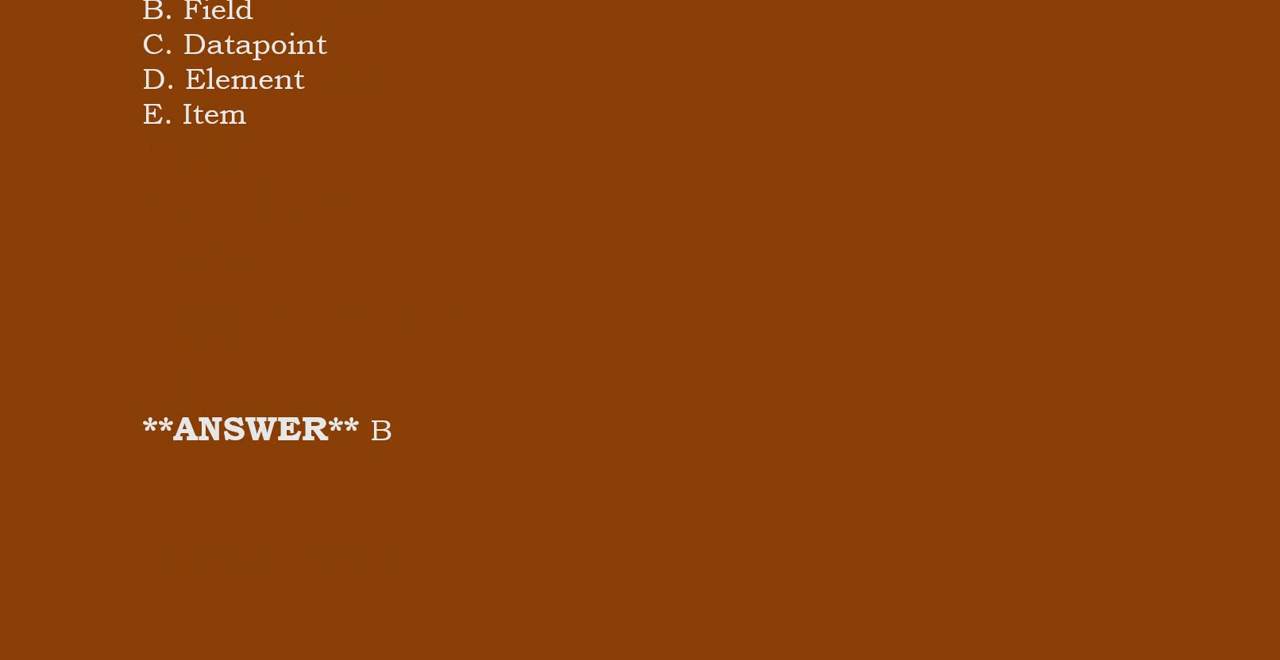 B. Field
C. Datapoint
D. Element
E. Item
**ANSWER** B